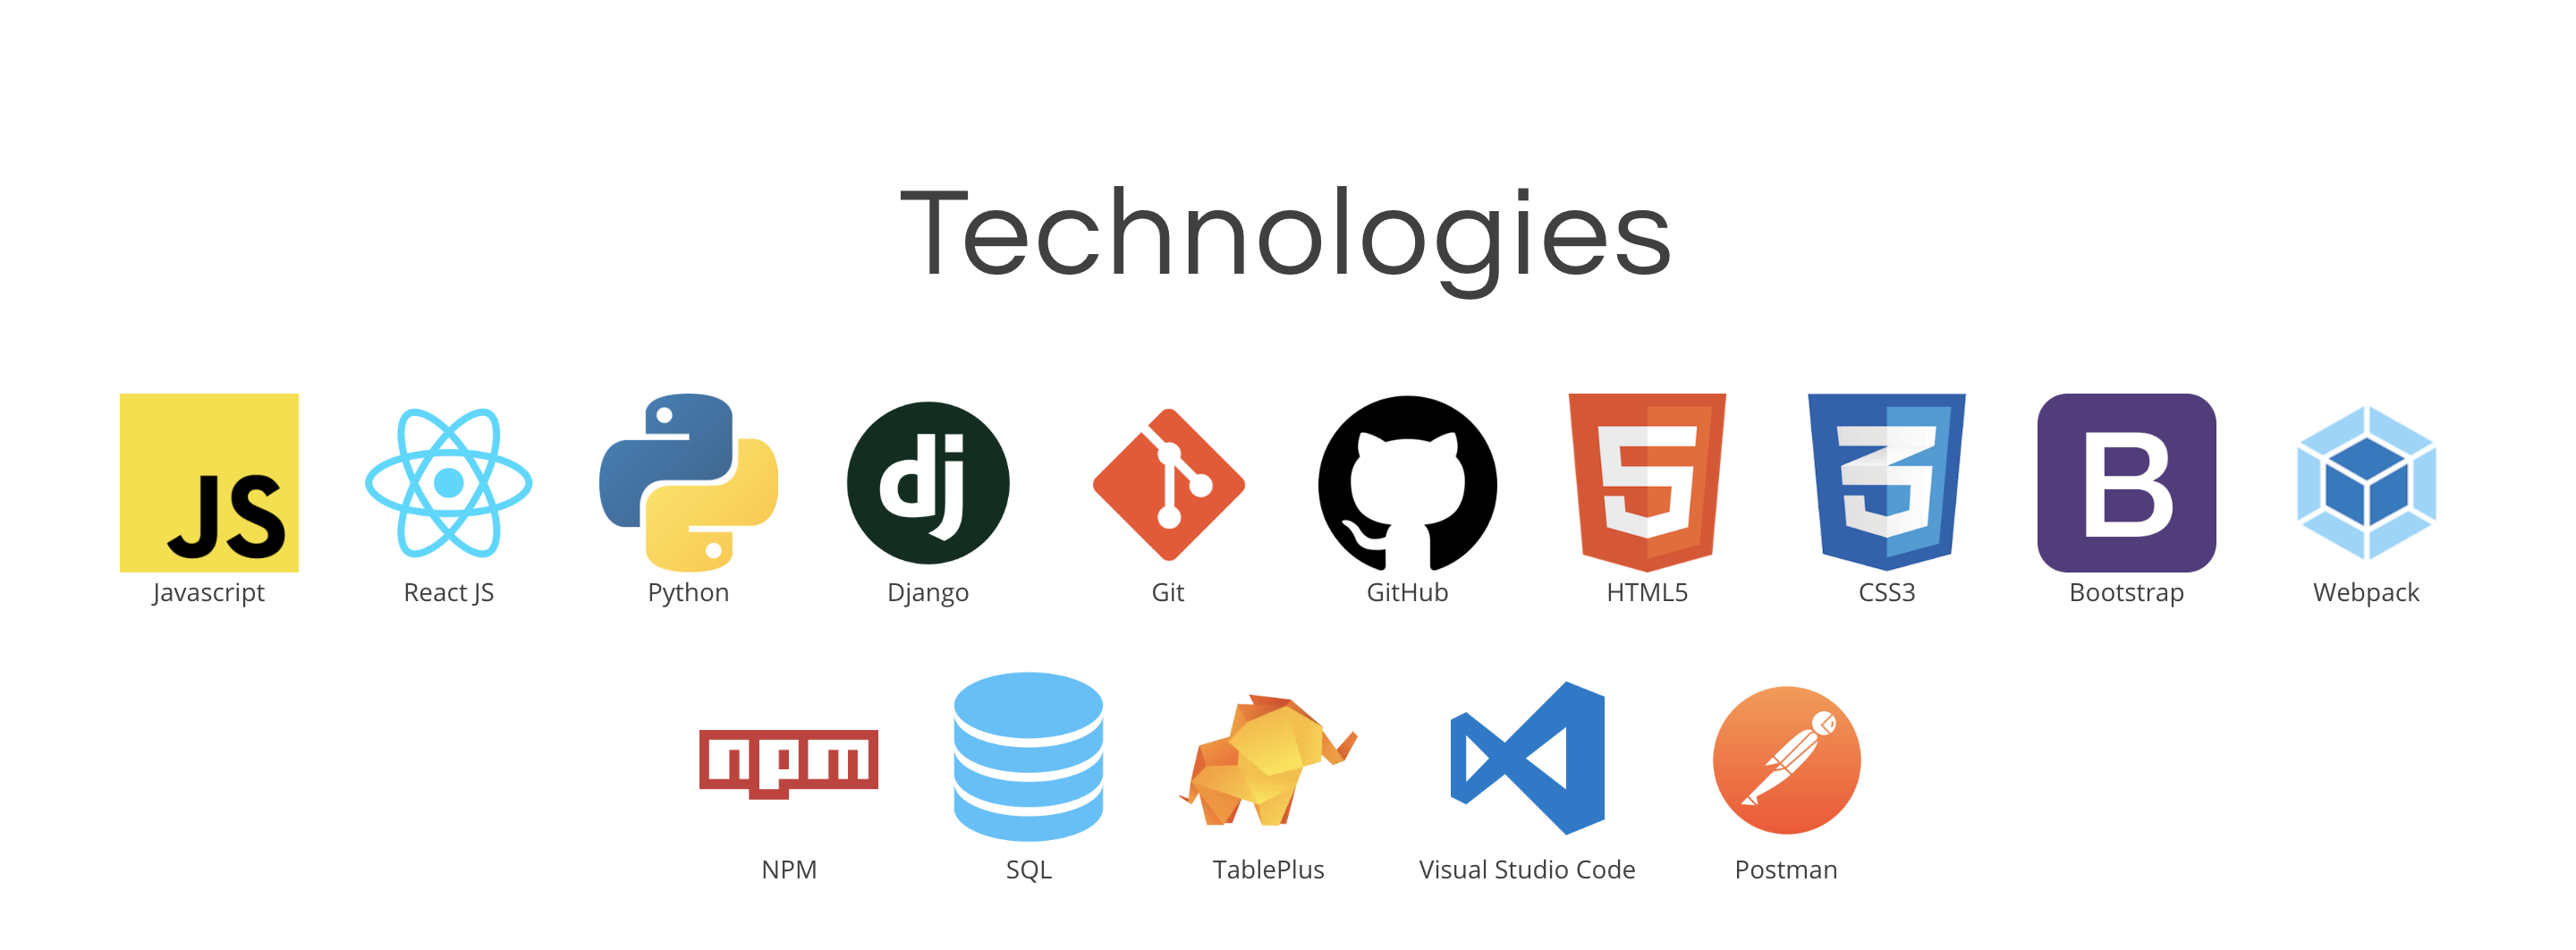 Technologies
JS
dj
5
3
B
Javascript
React JS
Python
Django
Git
GitHub
HTML5
CSS3
Bootstrap
Webpack
npm
NPM
SQL
TablePlus
Visual Studio Code
Postman